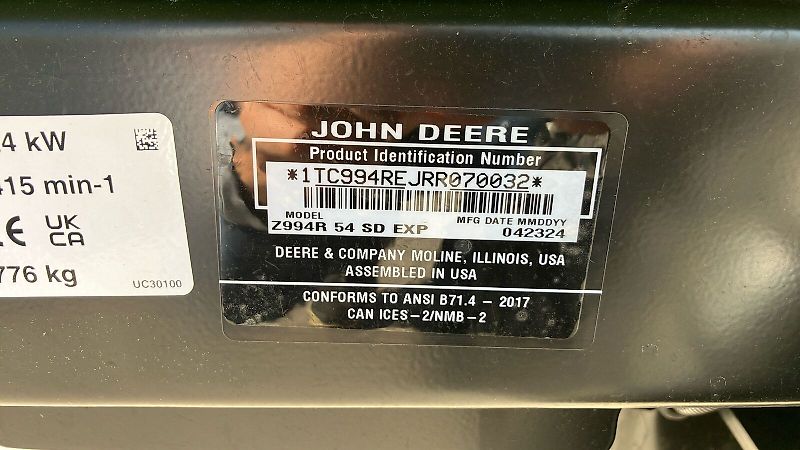 4 kW
415 min-1
CE UK
CA
776 kg
UC30100
JOHN DEERE
Product Identification Number
*1TC994REJRR070032*
MODEL MFG DATE MMDDYY
Z994R 54 SD EXP 042324
DEERE & COMPANY MOLINE, ILLINOIS, USA
ASSEMBLED IN USA
CONFORMS TO ANSI B71.4 – 2017
CAN ICES–2/NMB–2